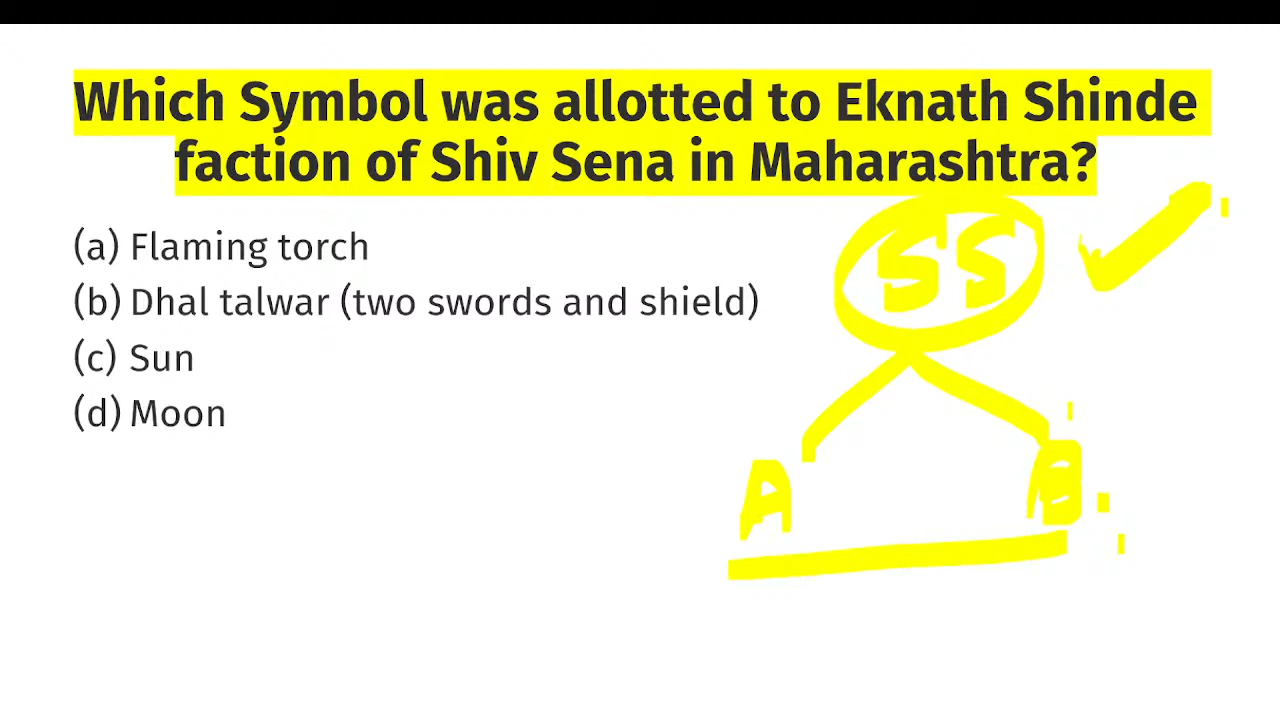 Which Symbol was allotted to Eknath Shinde
faction of Shiv Sena in Maharashtra?
(a) Flaming torch
(b) Dhal talwar (two swords and shield)
(c) Sun
(d) Moon
SS
A
B